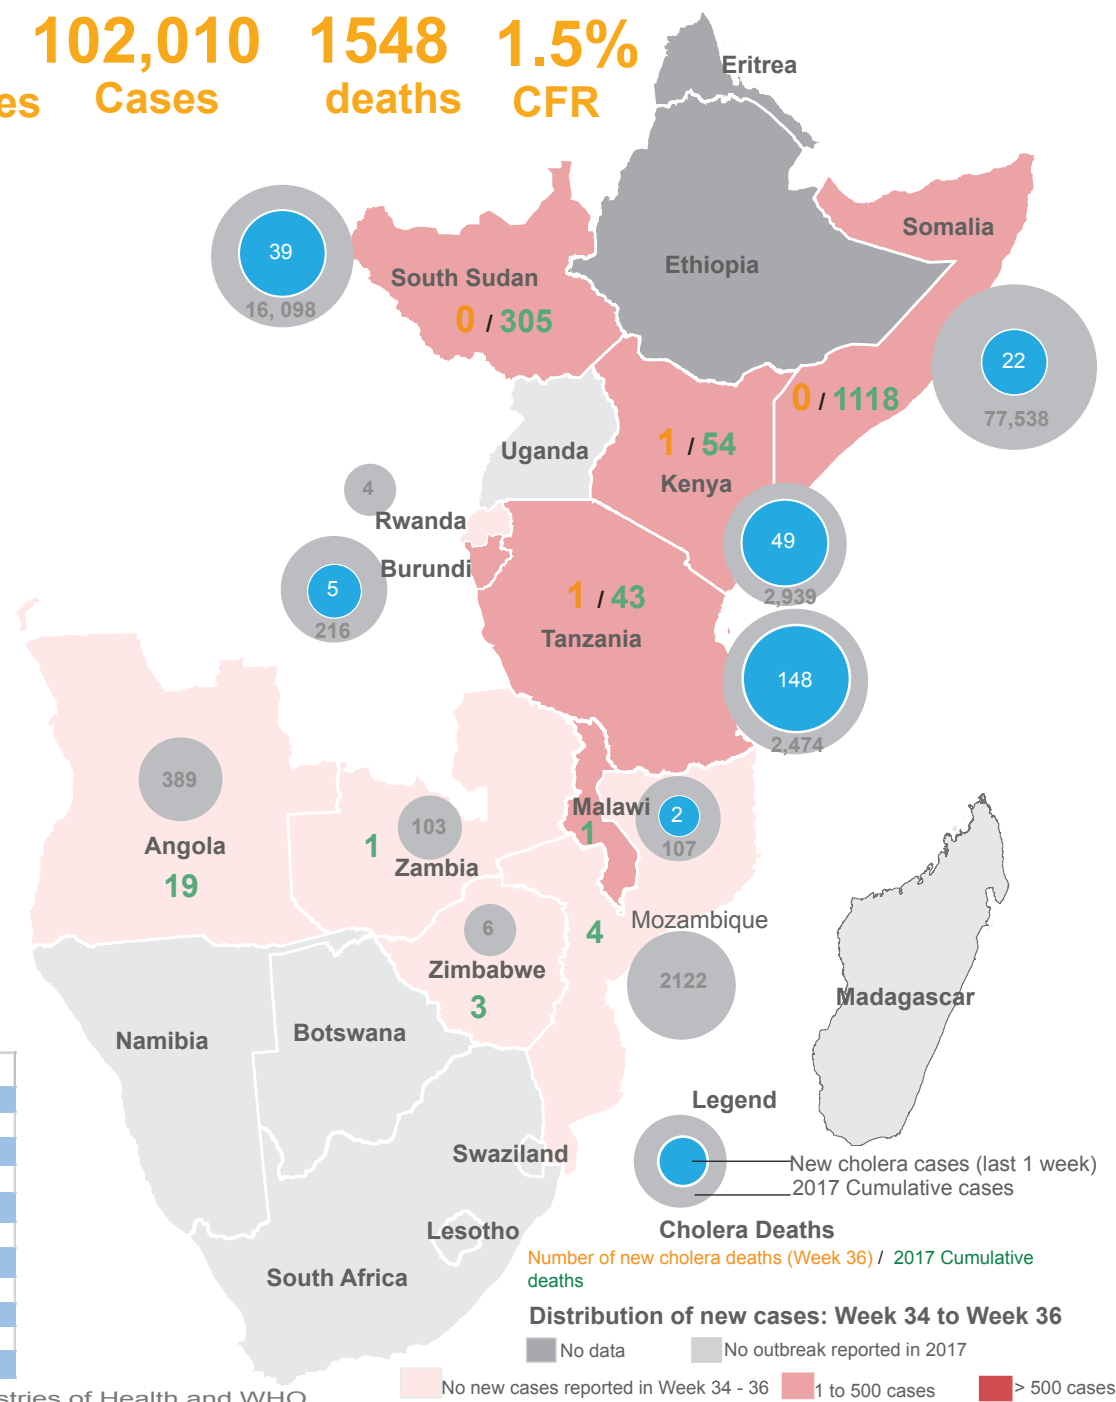 102,010 1548 1.5%
es Cases deaths CFR
Eritrea
Somalia
39
16, 098
South Sudan
0 / 305
Ethiopia
22
77,538
0 / 1118
Uganda
1 / 54
Kenya
4
Rwanda
49
2,939
Burundi
5
216
1 / 43
Tanzania
148
2,474
389
Angola
19
1
103
Zambia
Malawi
1
2
107
Mozambique
4
2122
6
Zimbabwe
3
Madagascar
Namibia
Botswana
Swaziland
Lesotho
South Africa
Legend
New cholera cases (last 1 week)
2017 Cumulative cases
Cholera Deaths
Number of new cholera deaths (Week 36) / 2017 Cumulative
deaths
Distribution of new cases: Week 34 to Week 36
No data No outbreak reported in 2017
No new cases reported in Week 34 - 36 1 to 500 cases > 500 cases
stries of Health and WHO